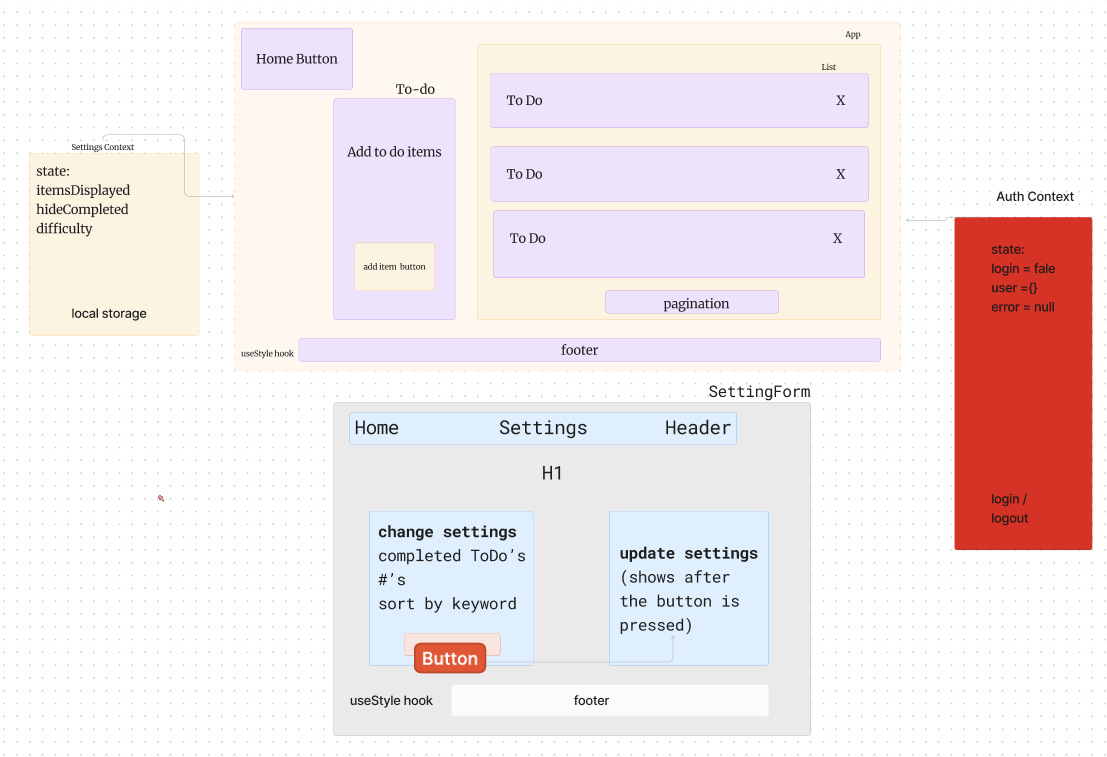 App
Home Button
List
To-do
To Do X
Add to do items
To Do X
To Do X
add item button
pagination
useStyle hook
footer
Settings Context
state:
itemsDisplayed
hideCompleted
difficulty
local storage
Auth Context
state:
login = fale
user ={}
error = null
login /
logout
SettingForm
Home Settings Header
H1
change settings
completed ToDo’s
#’s
sort by keyword
Button
update settings
(shows after
the button is
pressed)
useStyle hook
footer